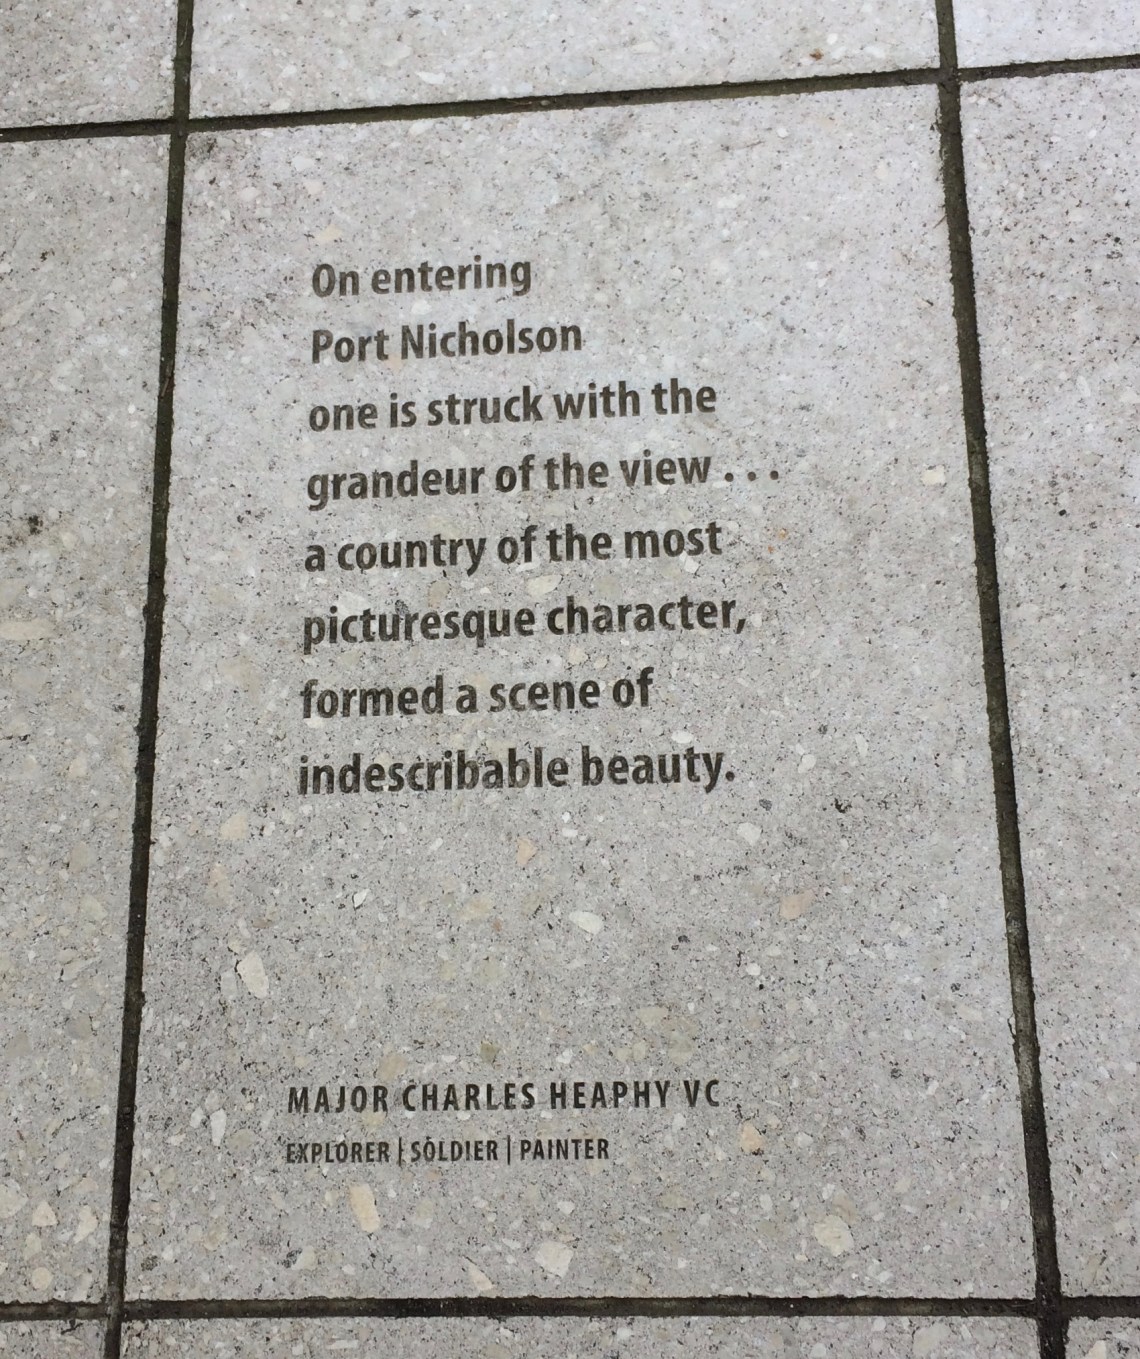 On entering
Port Nicholson
one is struck with the
grandeur of the view . . .
a country of the most
picturesque character,
formed a scene of
indescribable beauty.
MAJOR CHARLES HEAPHY VC
EXPLORER | SOLDIER | PAINTER